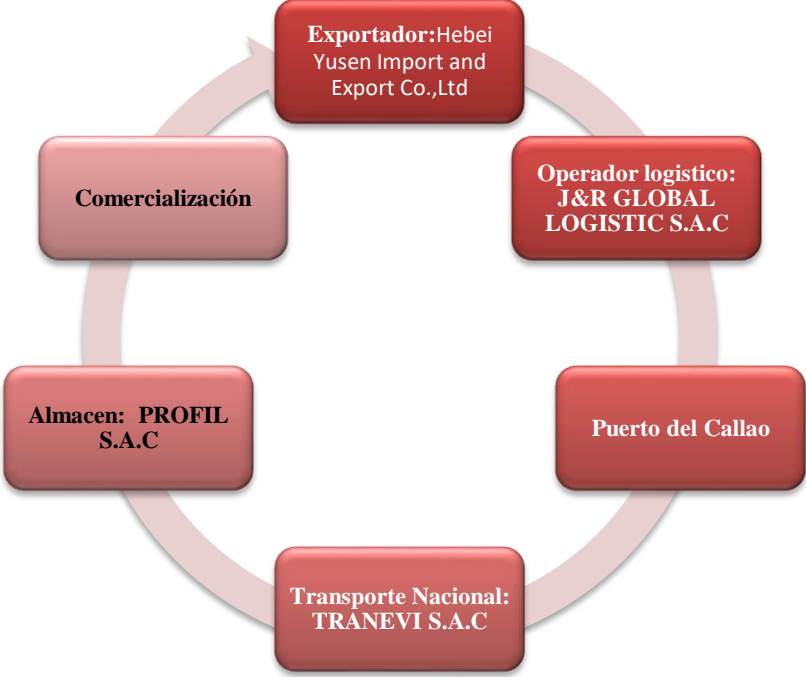 Exportador:Hebei
Yusen Import and
Export Co.,Ltd
Operador logistico:
J&R GLOBAL
LOGISTIC S.A.C
Puerto del Callao
Transporte Nacional:
TRANEVI S.A.C
Almacen: PROFIL
S.A.C
Comercialización